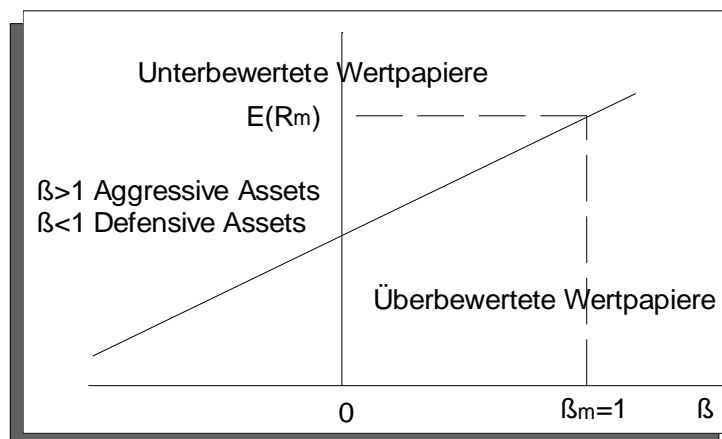 Unterbewertete Wertpapiere
E(Rm)
ß>1 Aggressive Assets
ß<1 Defensive Assets
Überbewertete Wertpapiere
0
ßm=1
ß